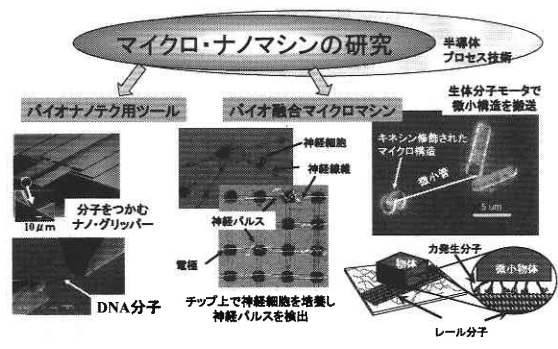 マイクロ・ナノマシンの研究
半導体
プロセス技術
バイオナノテク用ツール
バイオ融合マイクロマシン
生体分子モータで
微小構造を搬送
神経細胞
神経線維
キネシン修飾された
マイクロ構造
微小管
5 um
10μm
分子をつかむ
ナノ・グリッパー
神経パルス
電極
DNA分子
チップ上で神経細胞を培養し
神経パルスを検出
物体
力発生分子
微小物体
レール分子